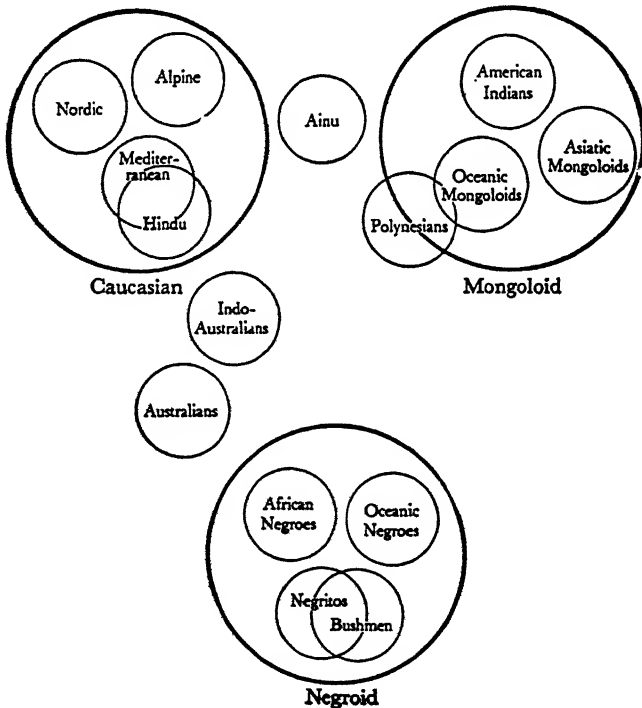 Nordic
Alpine
Mediter-
ranean
Hindu
Caucasian
Ainu
American
Indians
Asiatic
Mongoloids
Oceanic
Mongoloids
Polynesians
Mongoloid
Indo-
Australians
Australians
African
Negroes
Oceanic
Negroes
Negritos
Bushmen
Negroid